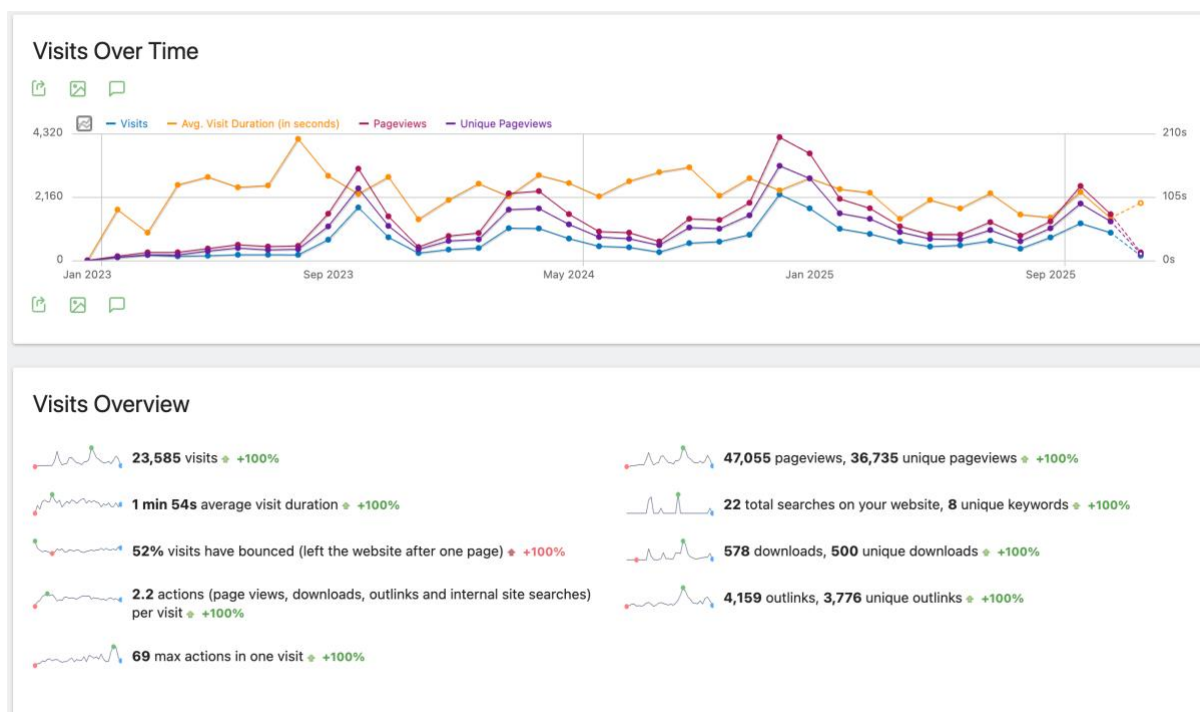 Visits Over Time
Visits
Avg. Visit Duration (in seconds)
Pageviews
Unique Pageviews
4,320
210s
2,160
105s
0
0s
Jan 2023
Sep 2023
May 2024
Jan 2025
Sep 2025
Visits Overview
23,585 visits +100%
1 min 54s average visit duration +100%
52% visits have bounced (left the website after one page) +100%
2.2 actions (page views, downloads, outlinks and internal site searches)
per visit +100%
69 max actions in one visit +100%
47,055 pageviews, 36,735 unique pageviews +100%
22 total searches on your website, 8 unique keywords +100%
578 downloads, 500 unique downloads +100%
4,159 outlinks, 3,776 unique outlinks +100%